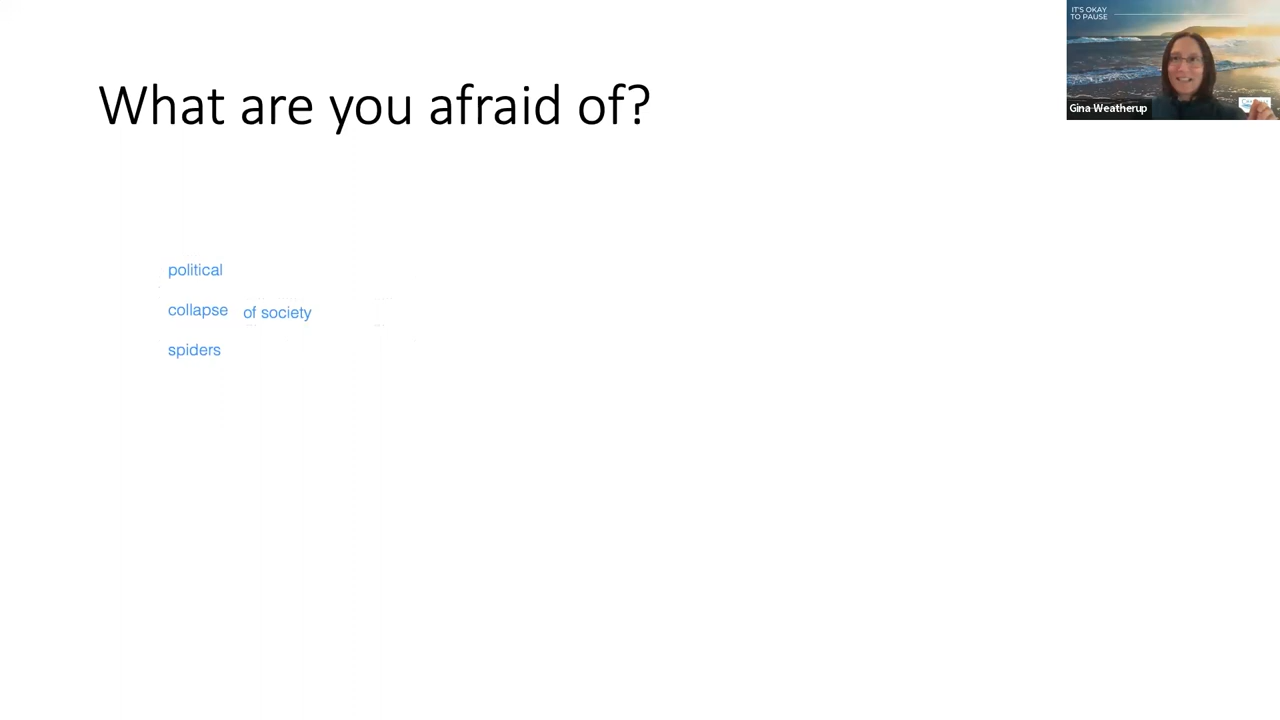 IT'S OKAY
TO PAUSE
What are you afraid of?
Gina Weatherup
political
collapse of society
spiders